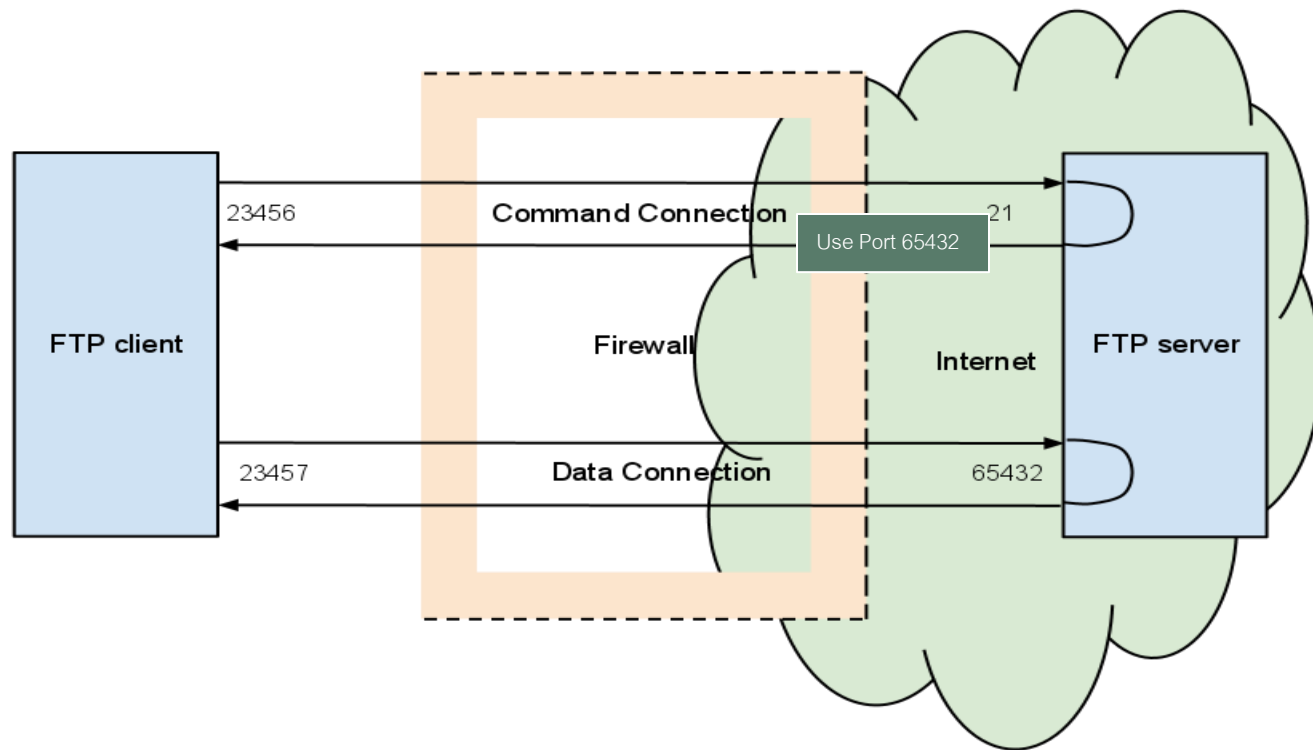 23456
Command Connection
21
Use Port 65432
FTP client
Firewall
Internet
FTP server
23457
Data Connection
65432